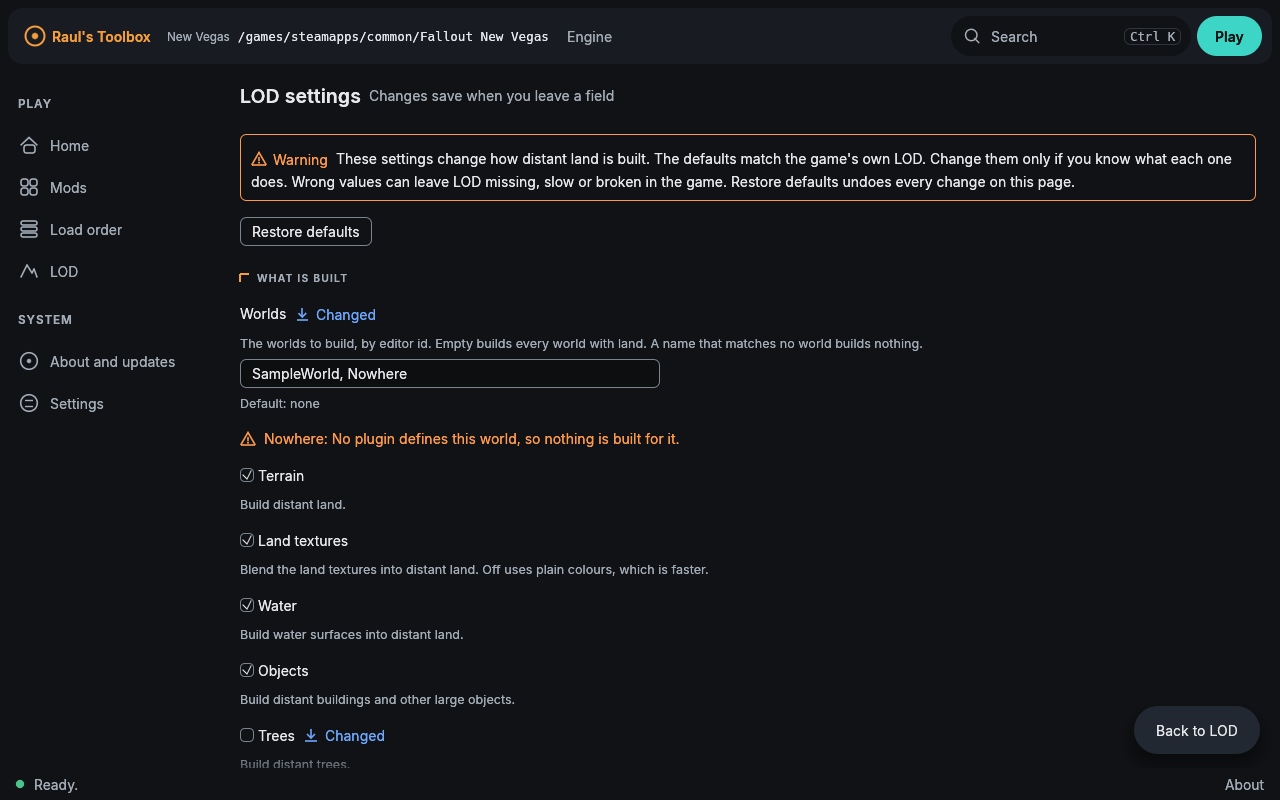 Raul's Toolbox New Vegas /games/steamapps/common/Fallout New Vegas Engine Search Ctrl K Play
PLAY
Home
Mods
Load order
LOD
SYSTEM
About and updates
Settings
LOD settings Changes save when you leave a field
Warning These settings change how distant land is built. The defaults match the game's own LOD. Change them only if you know what each one
does. Wrong values can leave LOD missing, slow or broken in the game. Restore defaults undoes every change on this page.
Restore defaults
WHAT IS BUILT
Worlds Changed
The worlds to build, by editor id. Empty builds every world with land. A name that matches no world builds nothing.
SampleWorld, Nowhere
Default: none
Nowhere: No plugin defines this world, so nothing is built for it.
Terrain
Build distant land.
Land textures
Blend the land textures into distant land. Off uses plain colours, which is faster.
Water
Build water surfaces into distant land.
Objects
Build distant buildings and other large objects.
Trees Changed
Build distant trees.
Back to LOD
Ready.
About